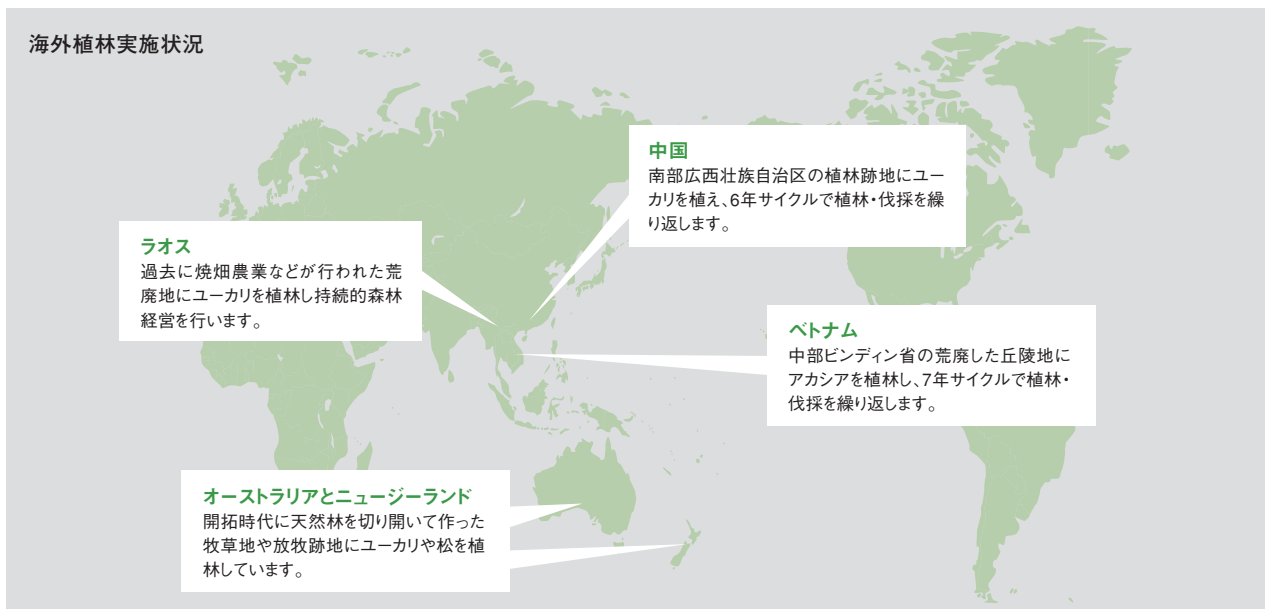 海外植林実施状況
中国
南部広西壮族自治区の植林跡地にユー
カリを植え、6年サイクルで植林・伐採を繰
り返します。
ラオス
過去に焼畑農業などが行われた荒
廃地にユーカリを植林し持続的森林
経営を行います。
ベトナム
中部ビンディン省の荒廃した丘陵地に
アカシアを植林し、7年サイクルで植林・
伐採を繰り返します。
オーストラリアとニュージーランド
開拓時代に天然林を切り開いて作った
牧草地や放牧跡地にユーカリや松を植
林しています。